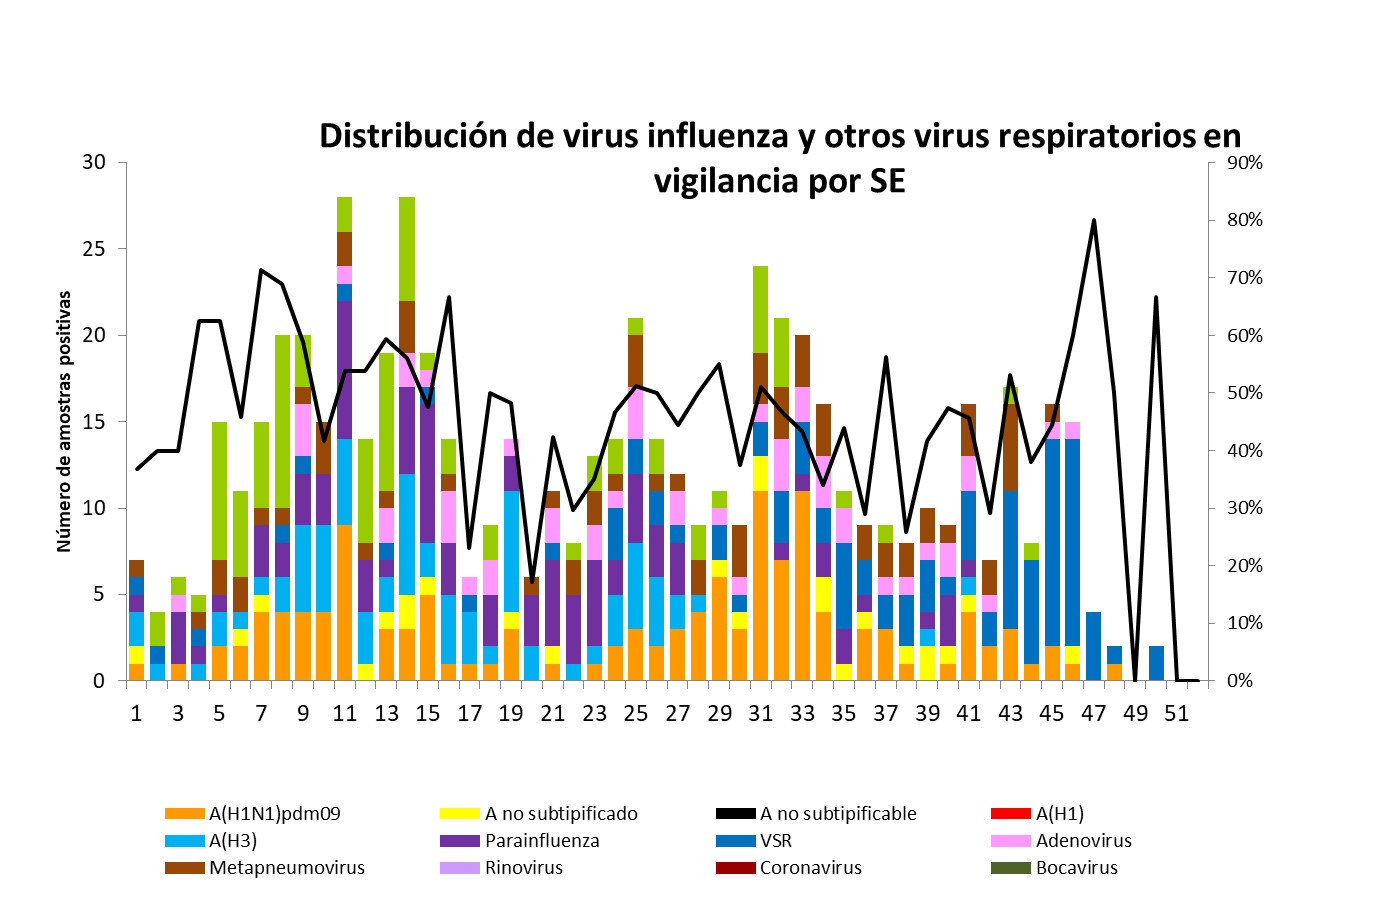 Distribución de virus influenza y otros virus respiratorios en
vigilancia por SE
Número de amostras positivas
30
25
20
15
10
5
0
90%
80%
70%
60%
50%
40%
30%
20%
10%
0%
1 3 5 7 9 11 13 15 17 19 21 23 25 27 29 31 33 35 37 39 41 43 45 47 49 51
A(H1N1)pdm09 A no subtipificado A no subtipificable A(H1)
A(H3) Parainfluenza VSR Adenovirus
Metapneumovirus Rinovirus Coronavirus Bocavirus